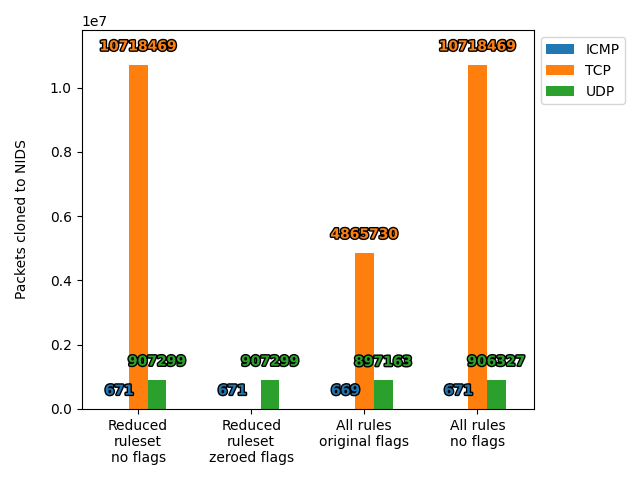 1e7
10718469
10718469
ICMP
TCP
UDP
1.0
0.8
0.6
0.4
0.2
0.0
Packets cloned to NIDS
4865730
907299
907299
897163
906327
671
671
669
671
Reduced
ruleset
no flags
Reduced
ruleset
zeroed flags
All rules
original flags
All rules
no flags